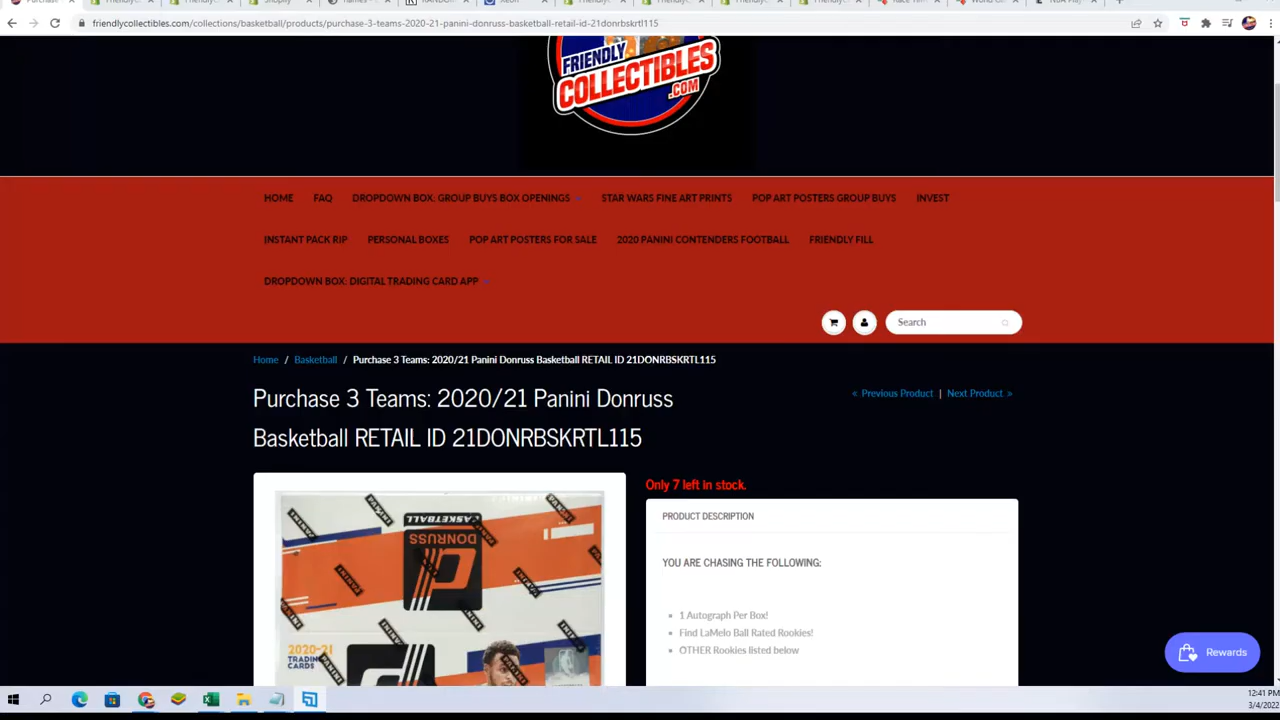 friendlycollectibles.com/collections/basketball/products/purchase-3-teams-2020-21-panini-donruss-basketball-retail-id-21donrbskrtl115
FRIENDLY
COLLECTIBLES
.COM
HOME FAQ DROPDOWN BOX: GROUP BUYS BOX OPENINGS STAR WARS FINE ART PRINTS POP ART POSTERS GROUP BUYS INVEST
INSTANT PACK RIP PERSONAL BOXES POP ART POSTERS FOR SALE 2020 PANINI CONTENDERS FOOTBALL FRIENDLY FILL
DROPDOWN BOX: DIGITAL TRADING CARD APP
Search
Home / Basketball / Purchase 3 Teams: 2020/21 Panini Donruss Basketball RETAIL ID 21DONRBSKRTL115
Purchase 3 Teams: 2020/21 Panini Donruss
Basketball RETAIL ID 21DONRBSKRTL115
« Previous Product | Next Product »
Only 7 left in stock.
PRODUCT DESCRIPTION
YOU ARE CHASING THE FOLLOWING:
1 Autograph Per Box!
Find LaMelo Ball Rated Rookies!
OTHER Rookies listed below
BASKETBALL
DONRUSS
PANINI
PANINI
PANINI
PANINI
PANINI
PANINI
2020-21
TRADING
CARDS
Rewards
12:41 PM
3/4/2022